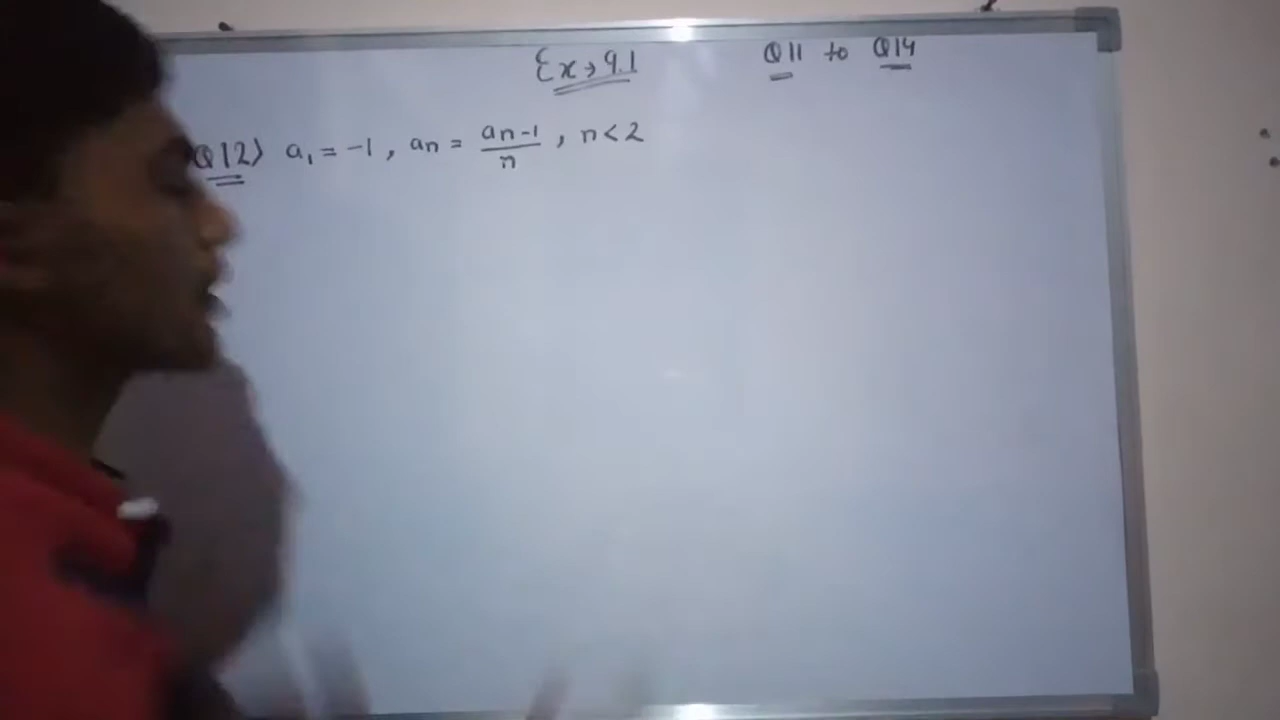 Ex→9.1 Q11 to Q14
Q12) a₁ = -1, aₙ = aₙ₋₁/n, n<2